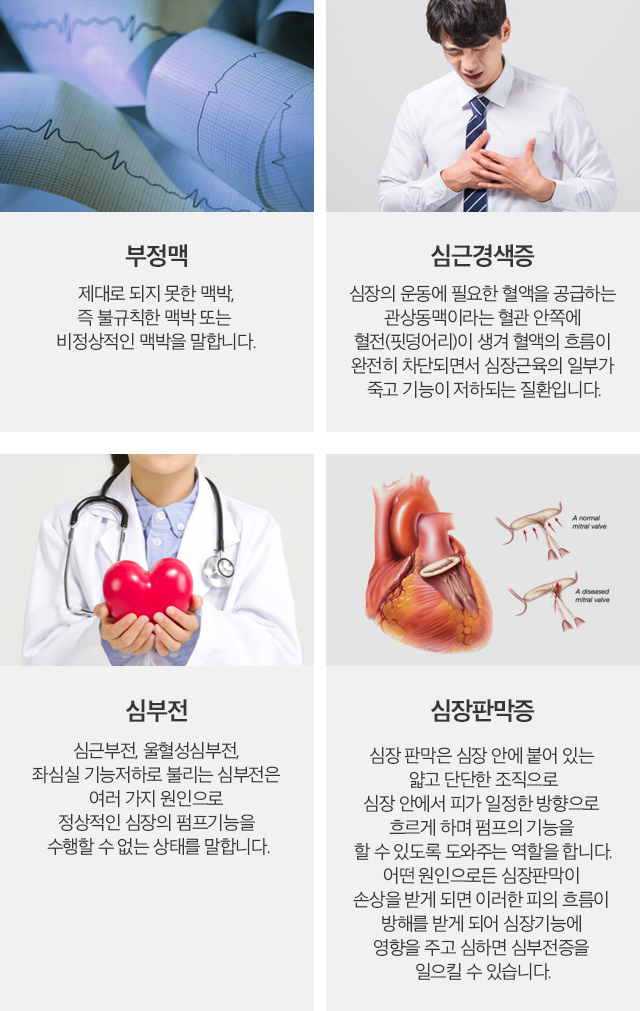 부정맥
제대로 되지 못한 맥박,
즉 불규칙한 맥박 또는
비정상적인 맥박을 말합니다.
심근경색증
심장의 운동에 필요한 혈액을 공급하는
관상동맥이라는 혈관 안쪽에
혈전(핏덩어리)이 생겨 혈액의 흐름이
완전히 차단되면서 심장근육의 일부가
죽고 기능이 저하되는 질환입니다.
심부전
심근부전, 울혈성심부전,
좌심실 기능저하로 불리는 심부전은
여러 가지 원인으로
정상적인 심장의 펌프기능을
수행할 수 없는 상태를 말합니다.
A normal
mitral valve
A diseased
mitral valve
심장판막증
심장 판막은 심장 안에 붙어 있는
얇고 단단한 조직으로
심장 안에서 피가 일정한 방향으로
흐르게 하며 펌프의 기능을
할 수 있도록 도와주는 역할을 합니다.
어떤 원인으로든 심장판막이
손상을 받게 되면 이러한 피의 흐름이
방해를 받게 되어 심장기능에
영향을 주고 심하면 심부전증을
일으킬 수 있습니다.